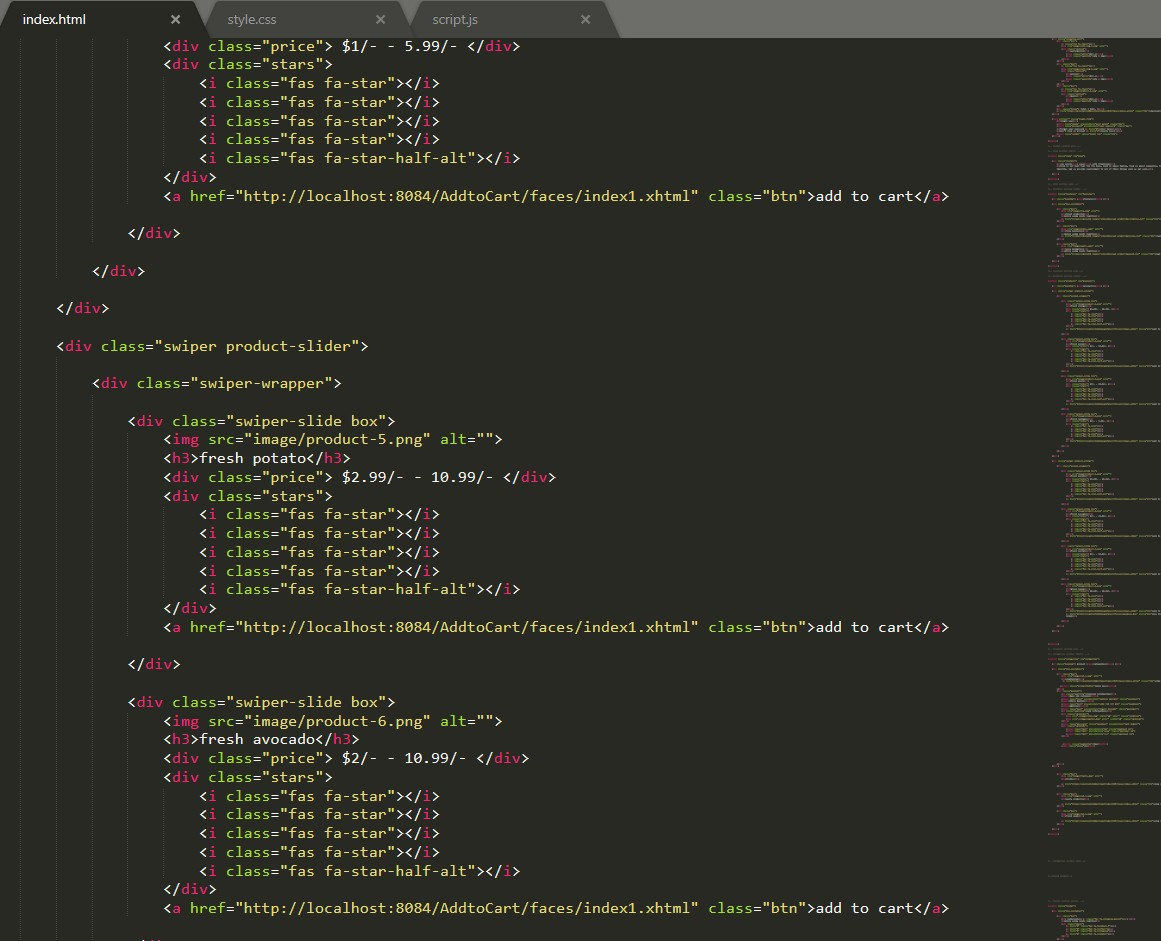 index.html × style.css × script.js ×
<div class="price"> $1/- - 5.99/- </div>
<div class="stars">
<i class="fas fa-star"></i>
<i class="fas fa-star"></i>
<i class="fas fa-star"></i>
<i class="fas fa-star"></i>
<i class="fas fa-star-half-alt"></i>
</div>
<a href="http://localhost:8084/AddtoCart/faces/index1.xhtml" class="btn">add to cart</a>
</div>
</div>
</div>
<div class="swiper product-slider">
<div class="swiper-wrapper">
<div class="swiper-slide box">
<img src="image/product-5.png" alt="">
<h3>fresh potato</h3>
<div class="price"> $2.99/- - 10.99/- </div>
<div class="stars">
<i class="fas fa-star"></i>
<i class="fas fa-star"></i>
<i class="fas fa-star"></i>
<i class="fas fa-star"></i>
<i class="fas fa-star-half-alt"></i>
</div>
<a href="http://localhost:8084/AddtoCart/faces/index1.xhtml" class="btn">add to cart</a>
</div>
<div class="swiper-slide box">
<img src="image/product-6.png" alt="">
<h3>fresh avocado</h3>
<div class="price"> $2/- - 10.99/- </div>
<div class="stars">
<i class="fas fa-star"></i>
<i class="fas fa-star"></i>
<i class="fas fa-star"></i>
<i class="fas fa-star"></i>
<i class="fas fa-star-half-alt"></i>
</div>
<a href="http://localhost:8084/AddtoCart/faces/index1.xhtml" class="btn">add to cart</a>